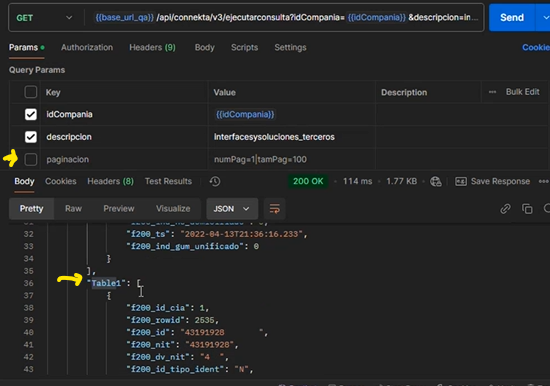 GET {{base_url_qa}} /api/connekta/v3/ejecutarconsulta?idCompania= {{idCompania}} &descripcion=in... Send
Params Authorization Headers (9) Body Scripts Settings Cookie
Query Params
Key Value Description Bulk Edit
idCompania {{idCompania}}
descripcion interfacesysoluciones_terceros
paginacion numPag=1|tamPag=100
Body Cookies Headers (8) Test Results 200 OK 114 ms 1.77 KB Save Response
Pretty Raw Preview Visualize JSON
32 "f200_ts": "2022-04-13T21:36:16.233",
33 "f200_ind_gum_unificado": 0
34 }
35 ],
36 "Table1": [
37 {
38 "f200_id_cia": 1,
39 "f200_rowid": 2535,
40 "f200_id": "43191928       ",
41 "f200_nit": "43191928",
42 "f200_dv_nit": "4  ",
43 "f200_id_tipo_ident": "N",